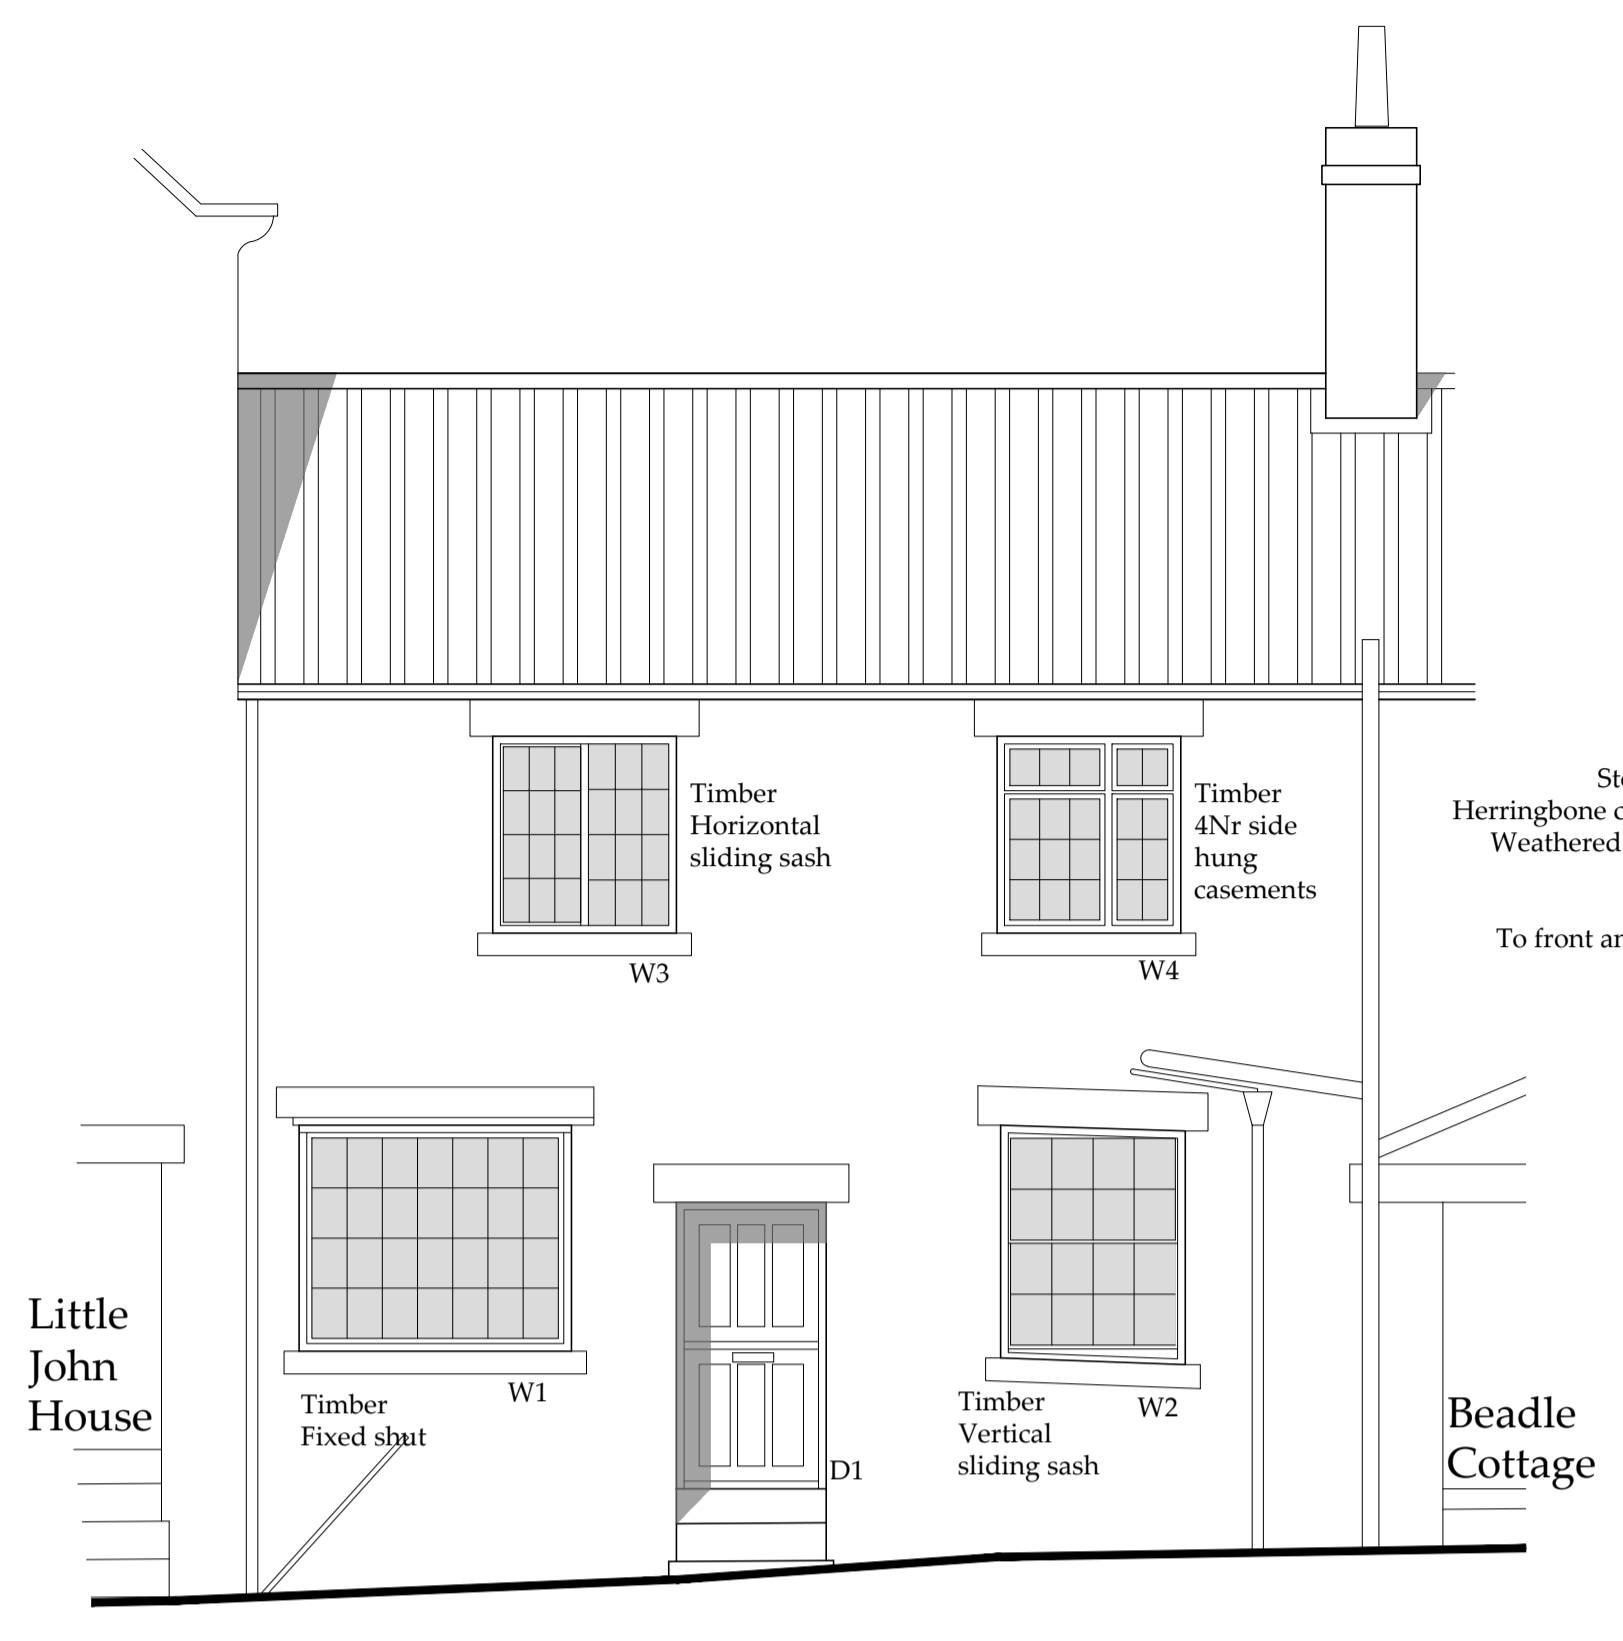 Timber
Horizontal
sliding sash
W3
Timber
4Nr side
hung
casements
W4
Herringbone
Weathered
To front
Little
John
House
Timber
Fixed shut
W1
D1
Timber
Vertical
sliding sash
W2
Beadle
Cottage